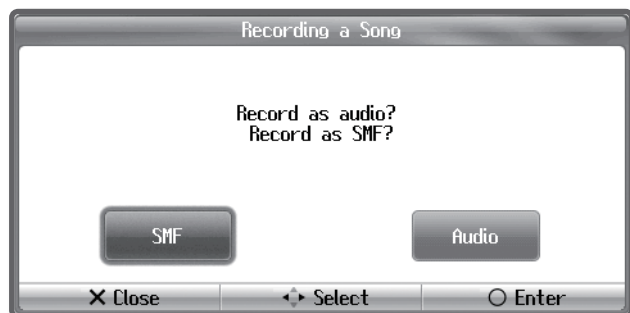 Recording a Song
Record as audio?
Record as SMF?
SMF Audio
✕ Close Select ○ Enter